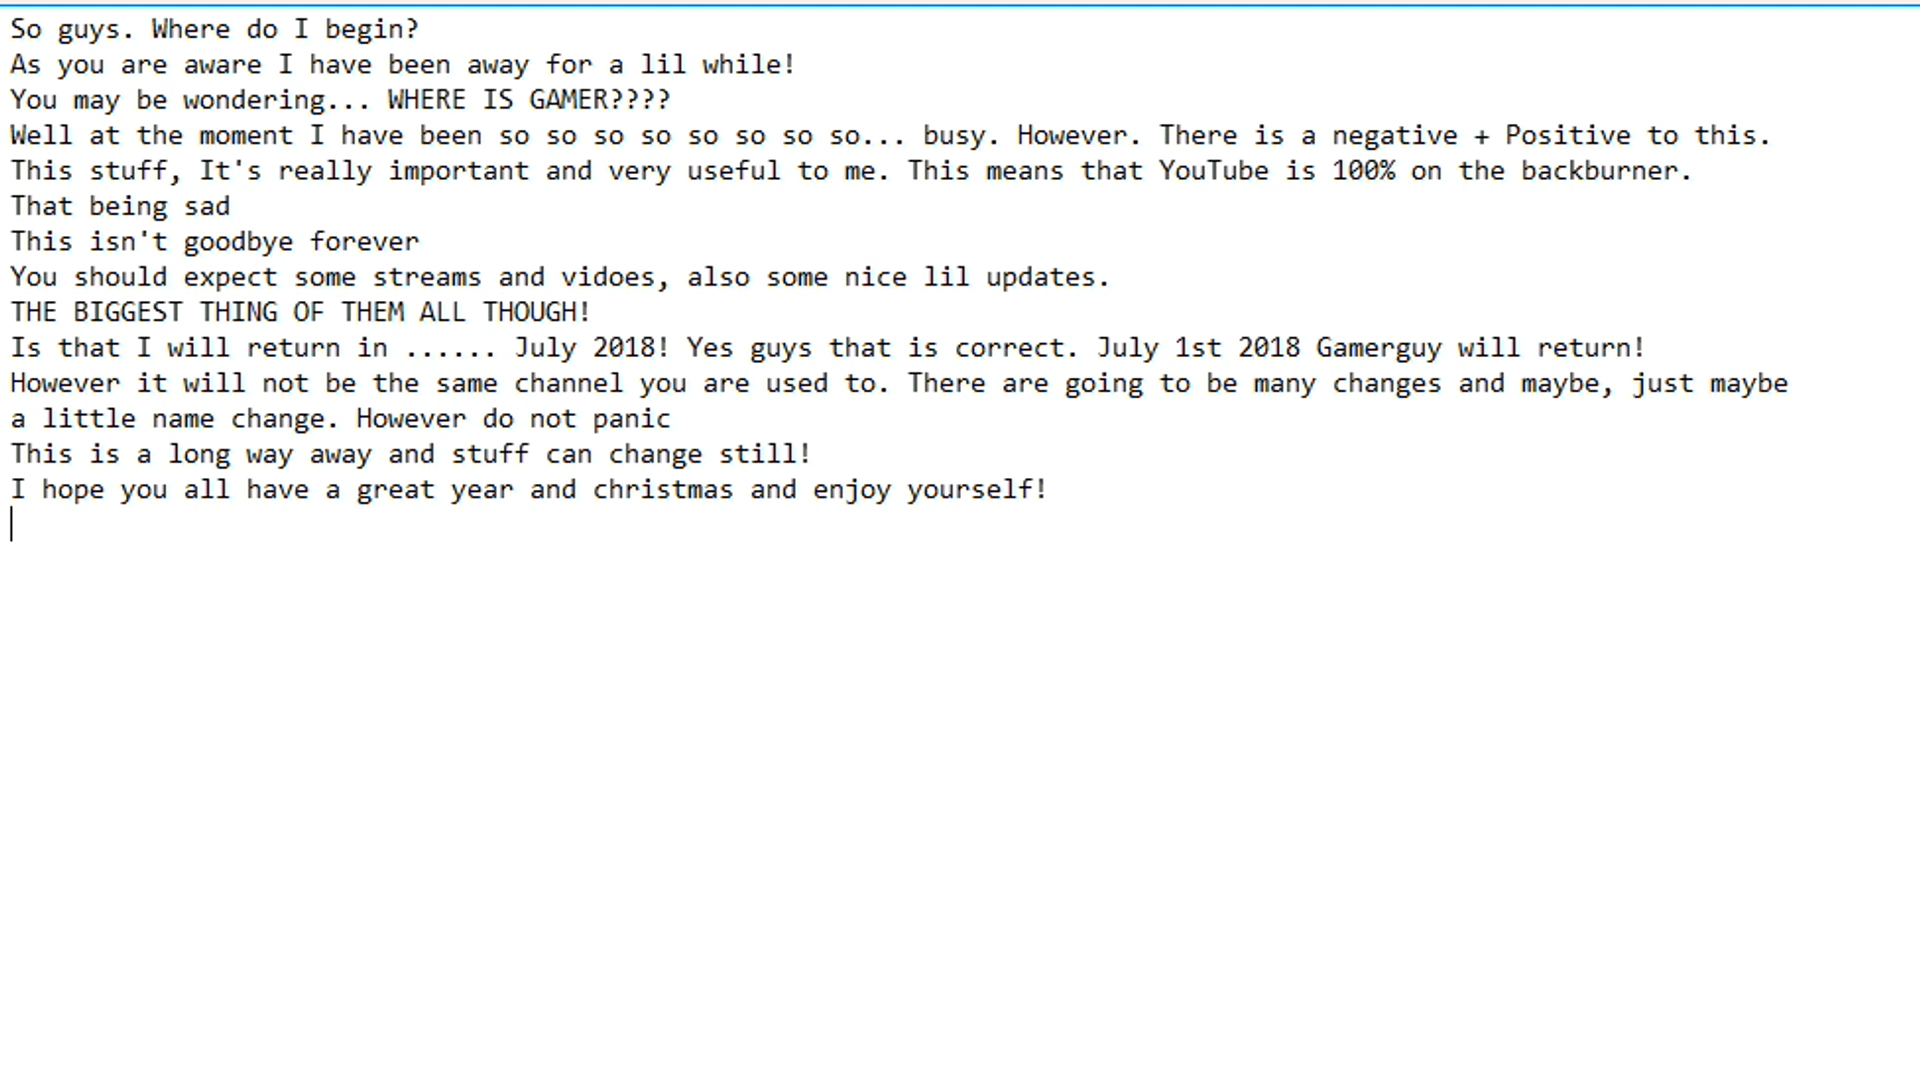 So guys. Where do I begin?
As you are aware I have been away for a lil while!
You may be wondering... WHERE IS GAMER????
Well at the moment I have been so so so so so so so so... busy. However. There is a negative + Positive to this.
This stuff, It's really important and very useful to me. This means that YouTube is 100% on the backburner.
That being sad
This isn't goodbye forever
You should expect some streams and vidoes, also some nice lil updates.
THE BIGGEST THING OF THEM ALL THOUGH!
Is that I will return in ...... July 2018! Yes guys that is correct. July 1st 2018 Gamerguy will return!
However it will not be the same channel you are used to. There are going to be many changes and maybe, just maybe
a little name change. However do not panic
This is a long way away and stuff can change still!
I hope you all have a great year and christmas and enjoy yourself!